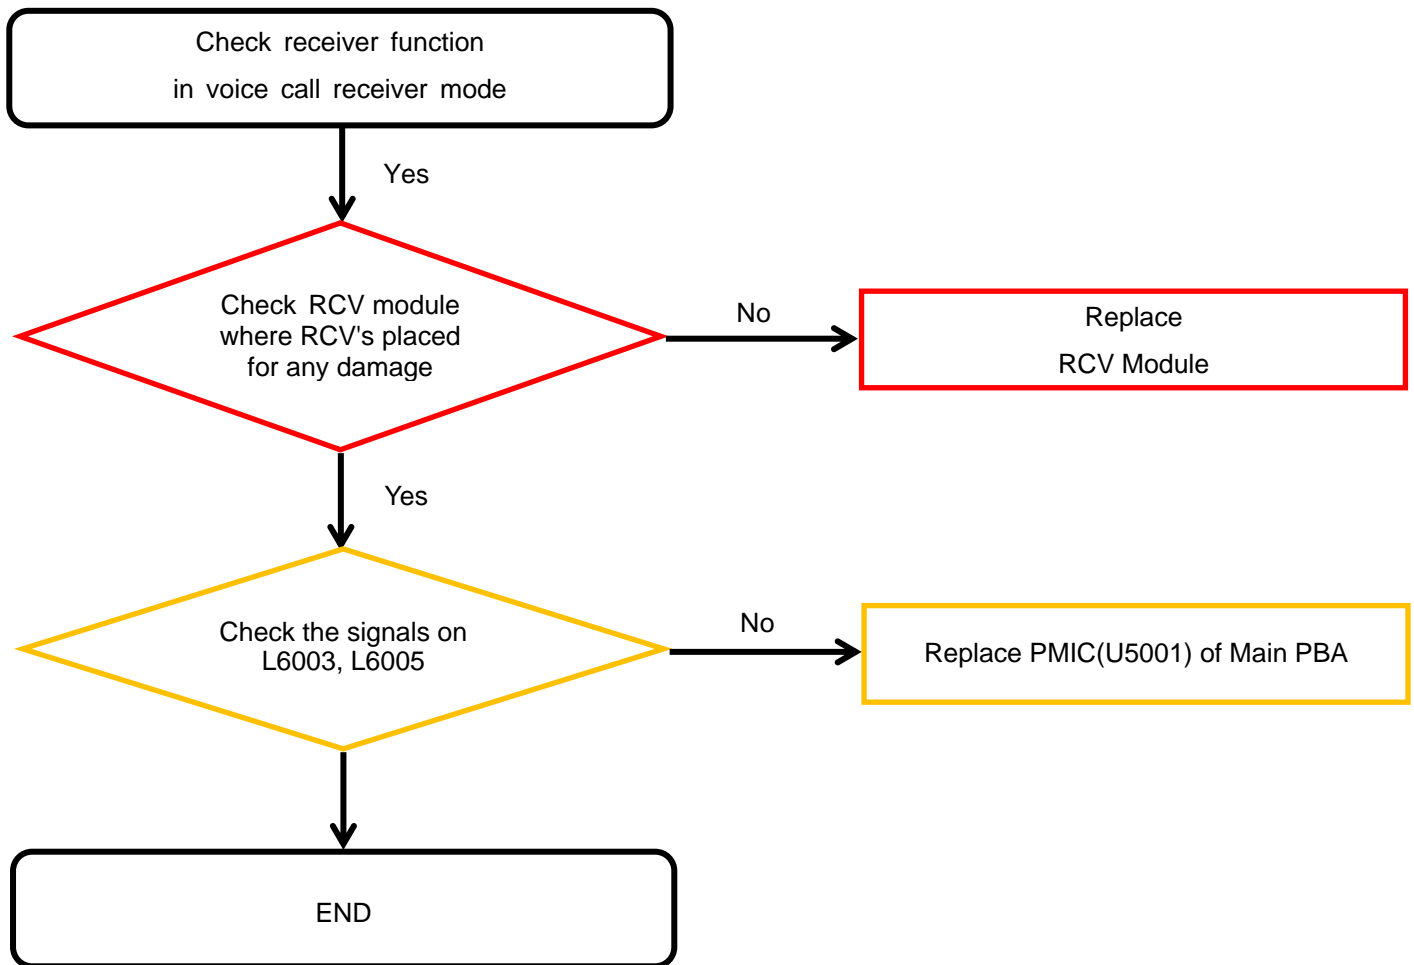 Check receiver function
in voice call receiver mode
Yes
Check RCV module
where RCV's placed
for any damage
No
Replace
RCV Module
Yes
Check the signals on
L6003, L6005
No
Replace PMIC(U5001) of Main PBA
END